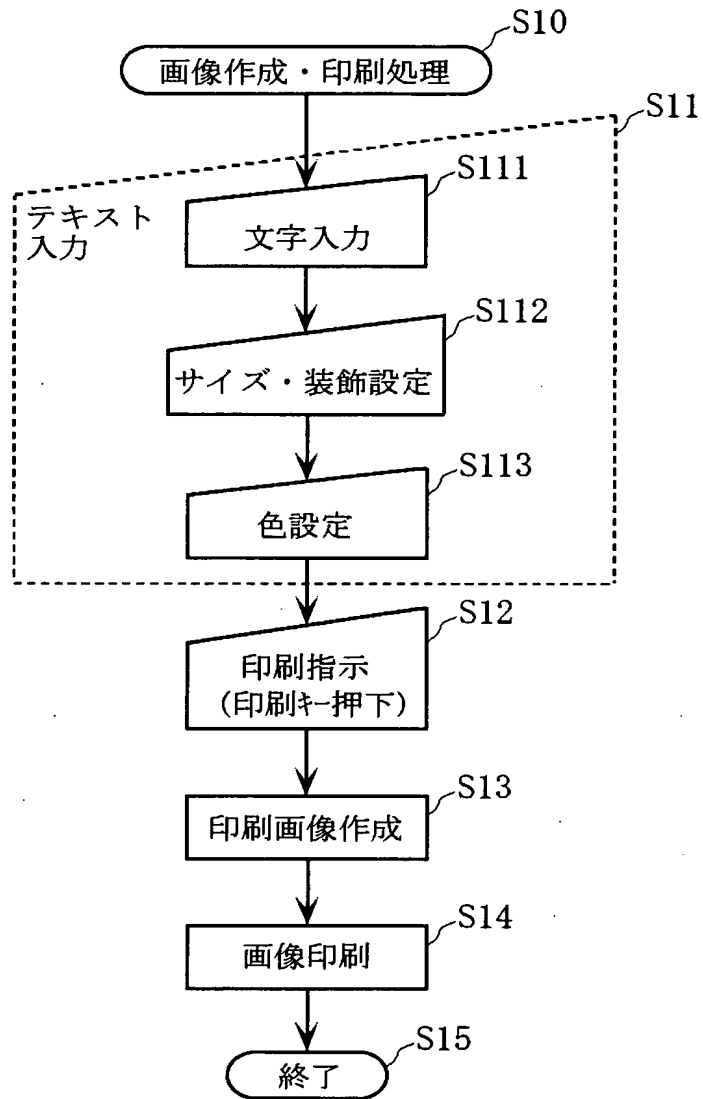 S10
画像作成・印刷処理
S11
テキスト
入力
S111
文字入力
S112
サイズ・装飾設定
S113
色設定
S12
印刷指示
(印刷ｷｰ押下)
S13
印刷画像作成
S14
画像印刷
S15
終了